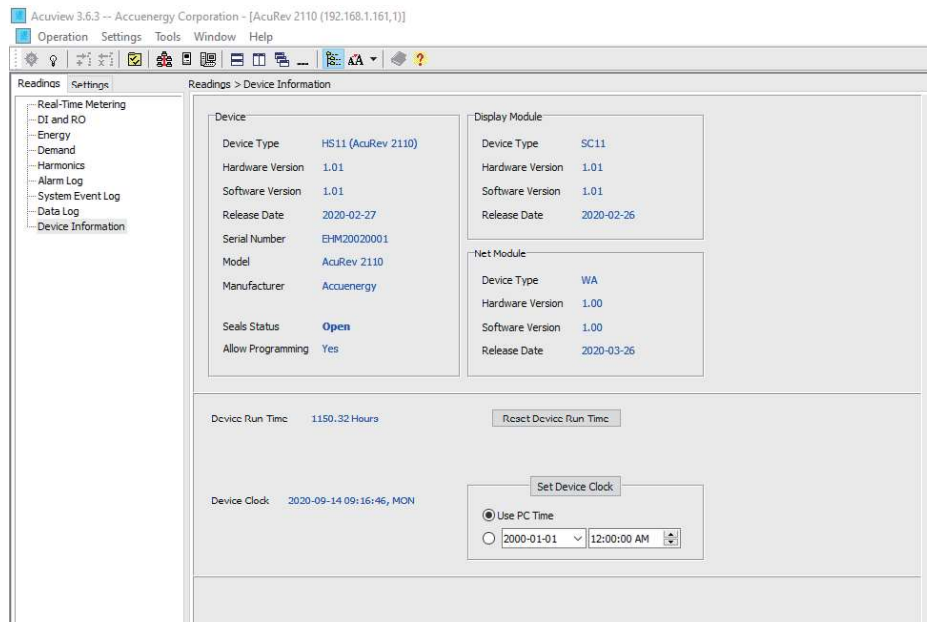 Acuview 3.6.3 -- Accuenergy Corporation - [AcuRev 2110 (192.168.1.161,1)]
Operation Settings Tools Window Help
Readings Settings
Readings > Device Information
Real-Time Metering
DI and RO
Energy
Demand
Harmonics
Alarm Log
System Event Log
Data Log
Device Information
Device
Device Type HS11 (AcuRev 2110)
Hardware Version 1.01
Software Version 1.01
Release Date 2020-02-27
Serial Number EHM20020001
Model AcuRev 2110
Manufacturer Accuenergy
Seals Status Open
Allow Programming Yes
Display Module
Device Type SC11
Hardware Version 1.01
Software Version 1.01
Release Date 2020-02-26
Net Module
Device Type WA
Hardware Version 1.00
Software Version 1.00
Release Date 2020-03-26
Device Run Time 1150.32 Hours
Reset Device Run Time
Device Clock 2020-09-14 09:16:46, MON
Set Device Clock
Use PC Time
2000-01-01 12:00:00 AM